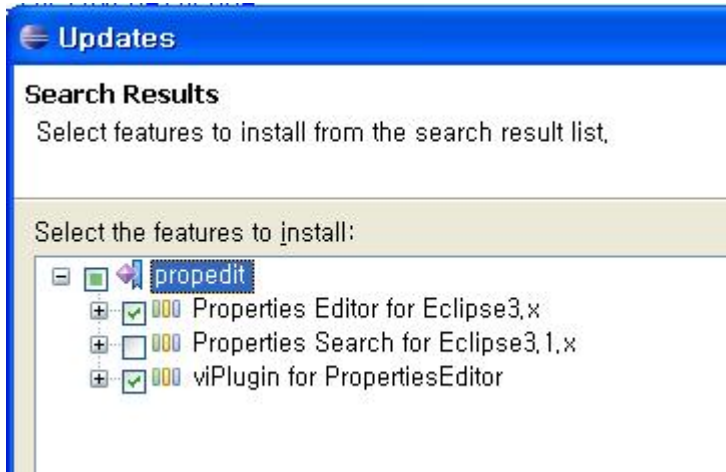 Updates
Search Results
Select features to install from the search result list,
Select the features to install:
propedit
Properties Editor for Eclipse3,x
Properties Search for Eclipse3,1,x
viPlugin for PropertiesEditor